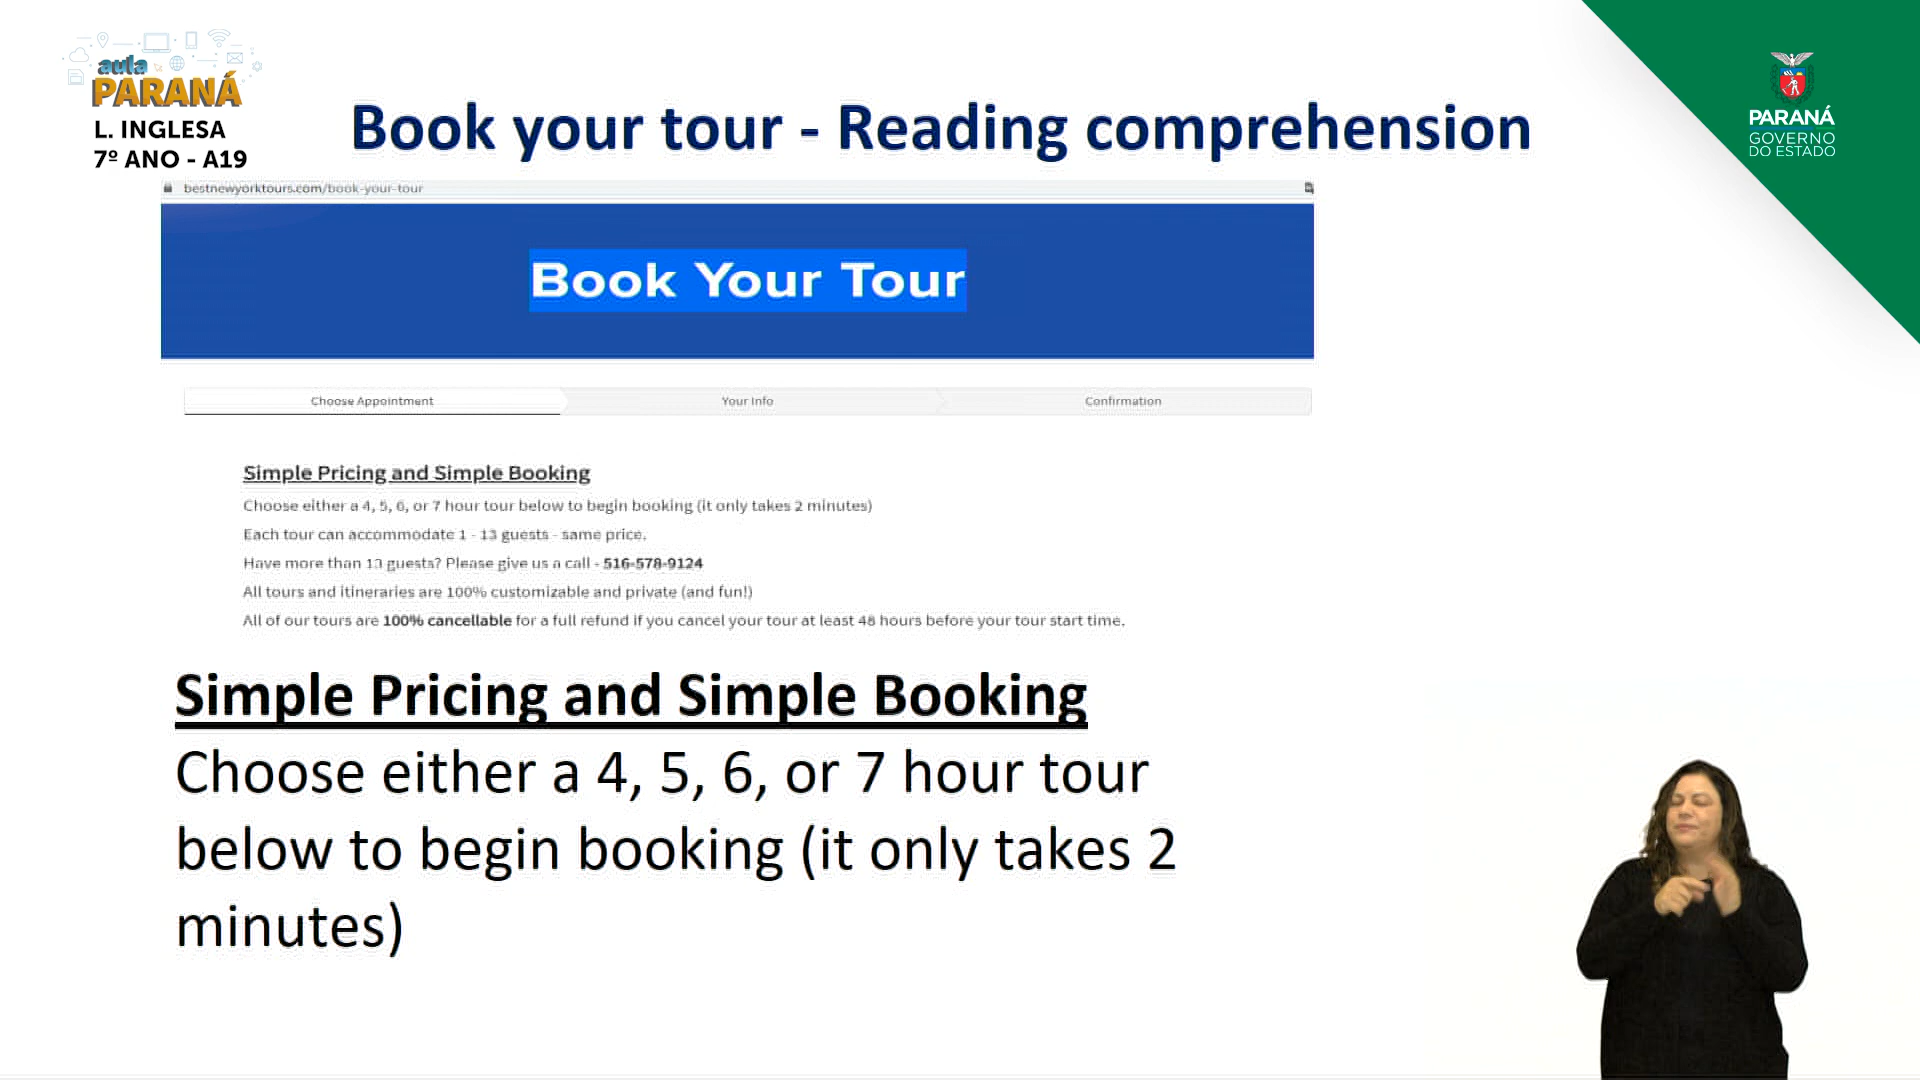 aula
PARANÁ
L. INGLESA
7º ANO - A19
Book your tour - Reading comprehension
PARANÁ
GOVERNO
DO ESTADO
bestnewyorktours.com/book-your-tour
Book Your Tour
Choose Appointment
Your Info
Confirmation
Simple Pricing and Simple Booking
Choose either a 4, 5, 6, or 7 hour tour below to begin booking (it only takes 2 minutes)
Each tour can accommodate 1 - 13 guests - same price.
Have more than 13 guests? Please give us a call - 516-578-9124
All tours and itineraries are 100% customizable and private (and fun!)
All of our tours are 100% cancellable for a full refund if you cancel your tour at least 48 hours before your tour start time.
Simple Pricing and Simple Booking
Choose either a 4, 5, 6, or 7 hour tour
below to begin booking (it only takes 2
minutes)